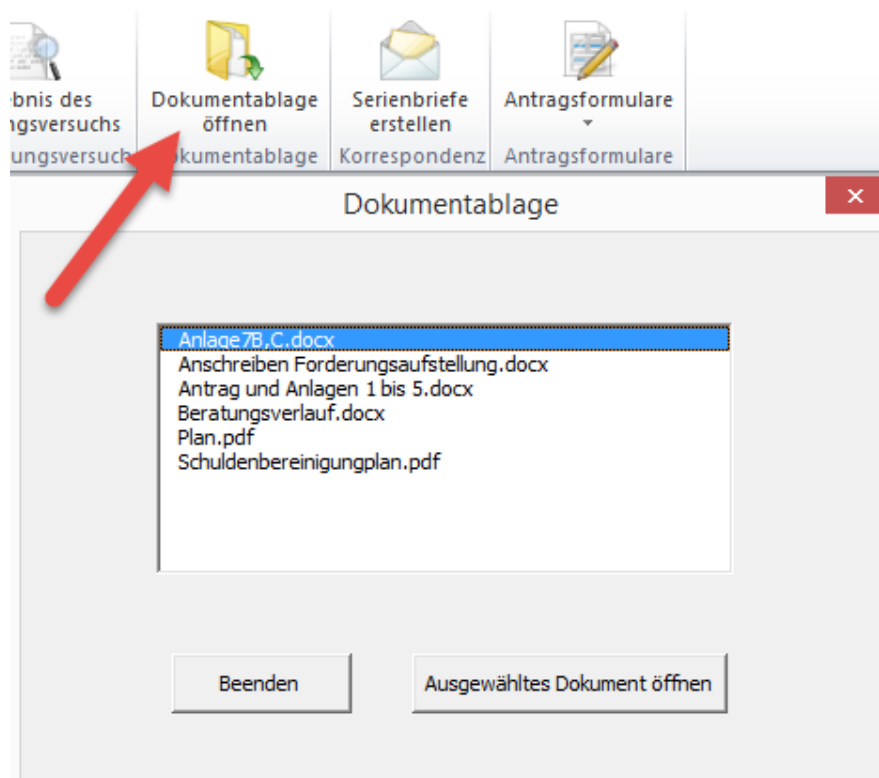 ebnis des
ngsversuchs
Dokumentablage
öffnen
Serienbriefe
erstellen
Antragsformulare
ungsversuch
okumentablage
Korrespondenz
Antragsformulare
Dokumentablage
Anlage7B,C.docx
Anschreiben Forderungsaufstellung.docx
Antrag und Anlagen 1 bis 5.docx
Beratungsverlauf.docx
Plan.pdf
Schuldenbereinigungplan.pdf
Beenden
Ausgewähltes Dokument öffnen